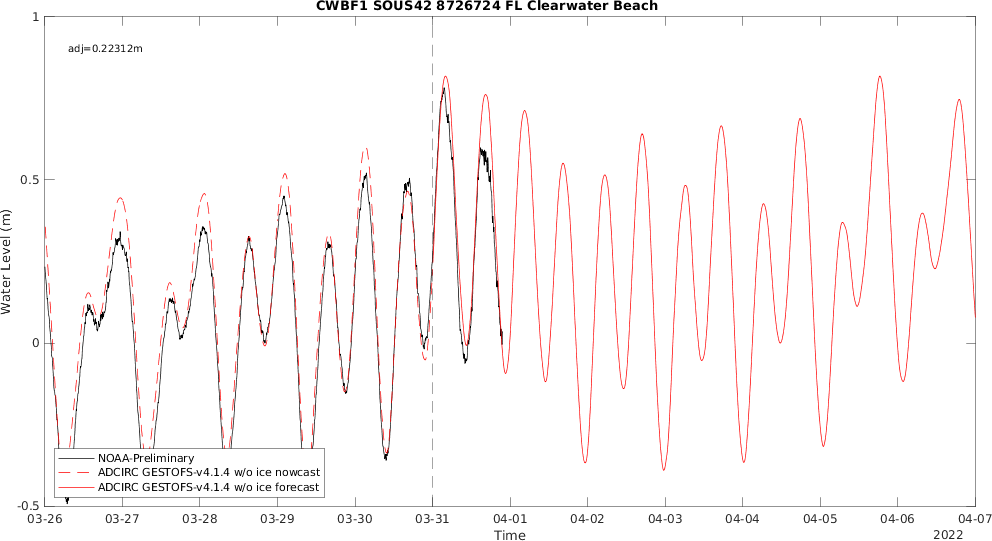 CWBF1 SOUS42 8726724 FL Clearwater Beach
adj=0.22312m
1
0.5
0
-0.5
Water Level (m)
NOAA-Preliminary
ADCIRC GESTOFS-v4.1.4 w/o ice nowcast
ADCIRC GESTOFS-v4.1.4 w/o ice forecast
03-26 03-27 03-28 03-29 03-30 03-31 04-01 04-02 04-03 04-04 04-05 04-06 04-07
Time
2022